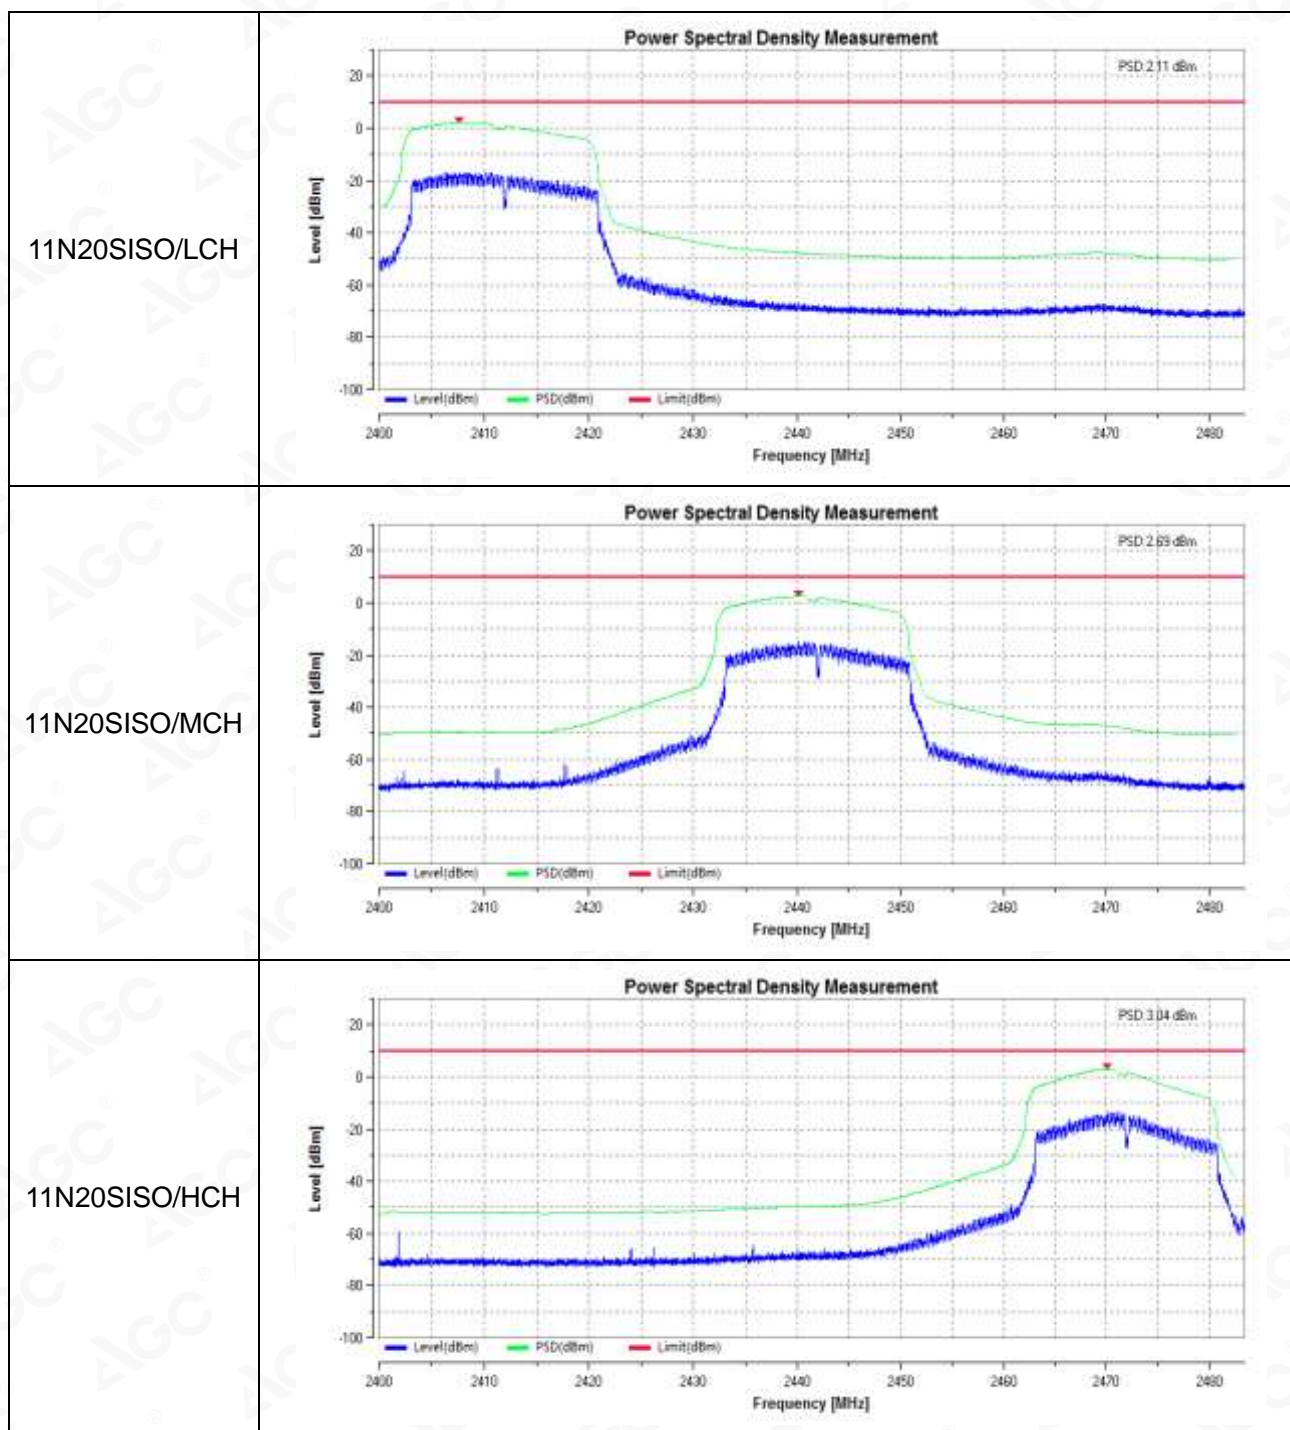 11N20SISO/LCH
Power Spectral Density Measurement
PSD:2.11 dBm
Level [dBm]
20
0
-20
-40
-60
-80
-100
Level(dBm) PSD(dBm) Limit(dBm)
2400 2410 2420 2430 2440 2450 2460 2470 2480
Frequency [MHz]
11N20SISO/MCH
Power Spectral Density Measurement
PSD:2.69 dBm
Level [dBm]
20
0
-20
-40
-60
-80
-100
Level(dBm) PSD(dBm) Limit(dBm)
2400 2410 2420 2430 2440 2450 2460 2470 2480
Frequency [MHz]
11N20SISO/HCH
Power Spectral Density Measurement
PSD:3.04 dBm
Level [dBm]
20
0
-20
-40
-60
-80
-100
Level(dBm) PSD(dBm) Limit(dBm)
2400 2410 2420 2430 2440 2450 2460 2470 2480
Frequency [MHz]
AGC